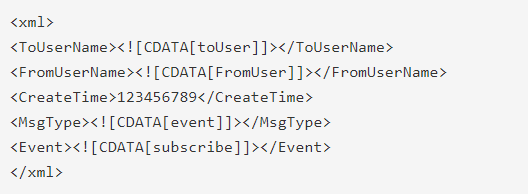 <xml>
<ToUserName><![CDATA[toUser]]></ToUserName>
<FromUserName><![CDATA[FromUser]]></FromUserName>
<CreateTime>123456789</CreateTime>
<MsgType><![CDATA[event]]></MsgType>
<Event><![CDATA[subscribe]]></Event>
</xml>